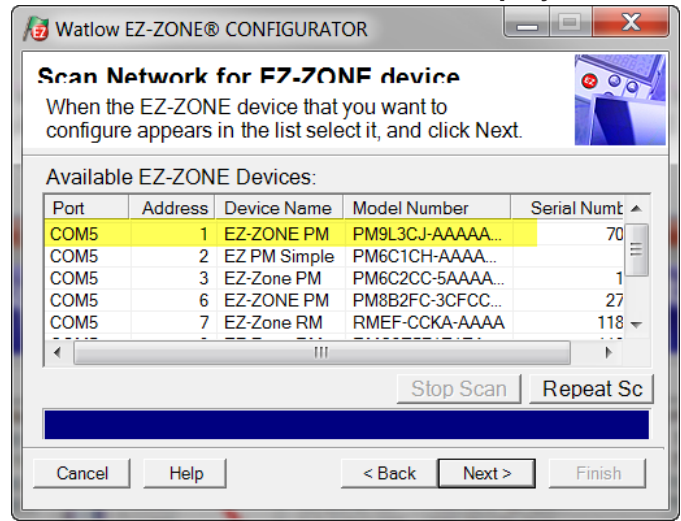 Watlow EZ-ZONE® CONFIGURATOR
Scan Network for EZ-ZONE device
When the EZ-ZONE device that you want to
configure appears in the list select it, and click Next.
Available EZ-ZONE Devices:
Port Address Device Name Model Number Serial Numb
COM5 1 EZ-ZONE PM PM9L3CJ-AAAAA... 70
COM5 2 EZ PM Simple PM6C1CH-AAAA...
COM5 3 EZ-Zone PM PM6C2CC-5AAAA... 1
COM5 6 EZ-ZONE PM PM8B2FC-3CFCC... 27
COM5 7 EZ-Zone RM RMEF-CCKA-AAAA 118
Stop Scan Repeat Sc
Cancel Help < Back Next > Finish